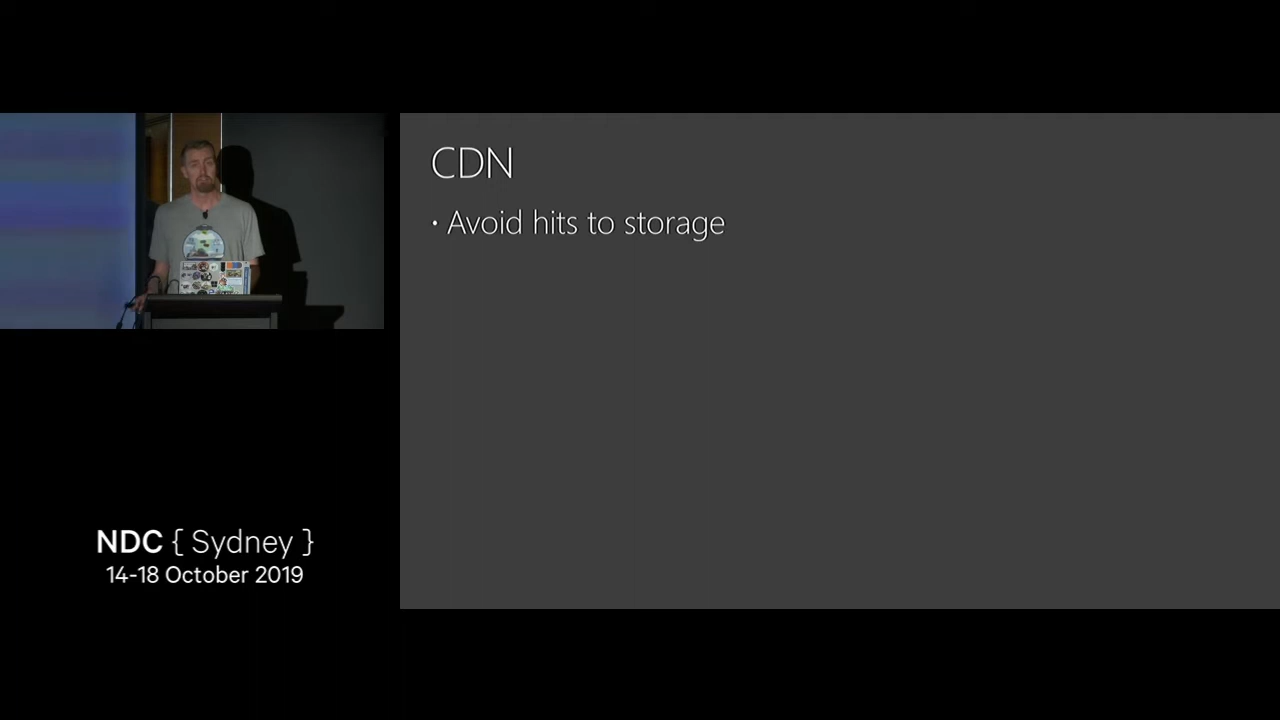 CDN
• Avoid hits to storage
NDC { Sydney }
14-18 October 2019